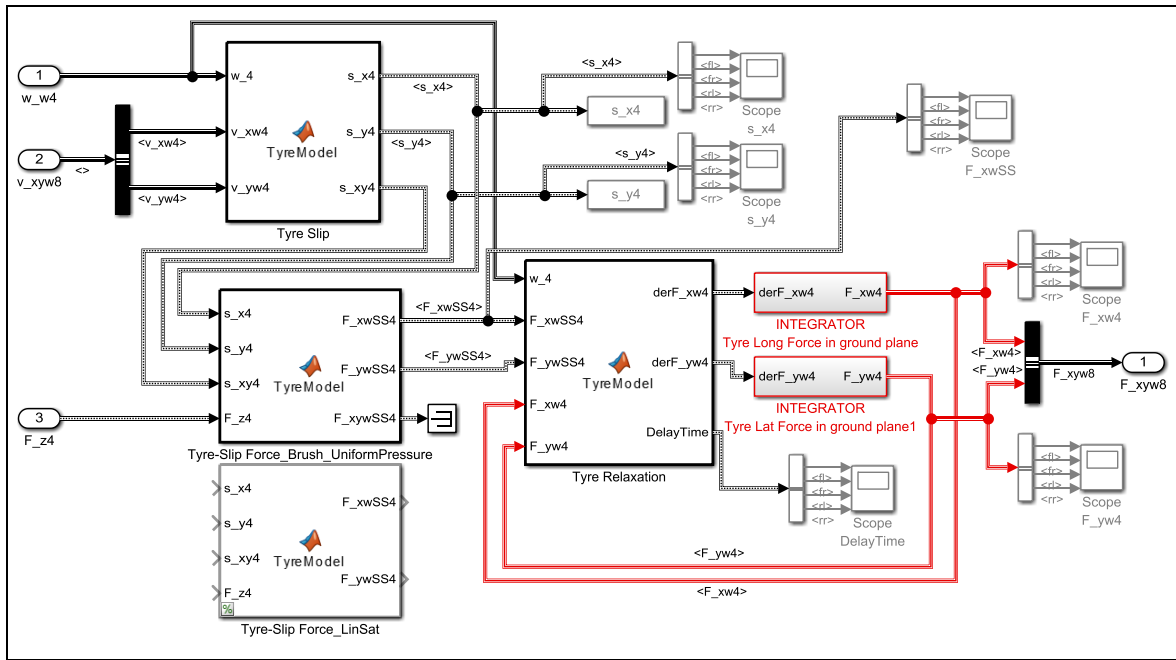 1
w_w4
2
v_xyw8
<>
<v_xw4>
<v_yw4>
w_4
v_xw4
v_yw4
TyreModel
s_x4
s_y4
s_xy4
Tyre Slip
<s_x4>
<s_y4>
<s_x4>
s_x4
<fl>
<fr>
<rl>
<rr>
Scope
s_x4
<s_y4>
s_y4
<fl>
<fr>
<rl>
<rr>
Scope
s_y4
<fl>
<fr>
<rl>
<rr>
Scope
F_xwSS
3
F_z4
s_x4
s_y4
s_xy4
F_z4
TyreModel
F_xwSS4
F_ywSS4
F_xywSS4
Tyre-Slip Force_Brush_UniformPressure
<F_xwSS4>
<F_ywSS4>
w_4
F_xwSS4
F_ywSS4
F_xw4
F_yw4
TyreModel
derF_xw4
derF_yw4
DelayTime
Tyre Relaxation
derF_xw4
F_xw4
INTEGRATOR
Tyre Long Force in ground plane
derF_yw4
F_yw4
INTEGRATOR
Tyre Lat Force in ground plane1
<fl>
<fr>
<rl>
<rr>
Scope
F_xw4
<F_xw4>
<F_yw4>
F_xyw8
1
F_xyw8
<fl>
<fr>
<rl>
<rr>
Scope
F_yw4
<fl>
<fr>
<rl>
<rr>
Scope
DelayTime
<F_yw4>
<F_xw4>
s_x4
s_y4
s_xy4
F_z4
%
TyreModel
F_xwSS4
F_ywSS4
Tyre-Slip Force_LinSat